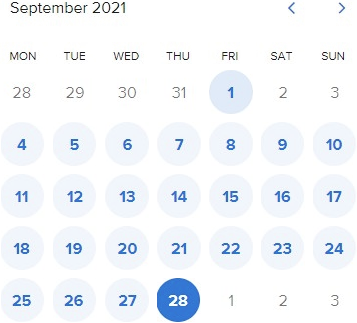 September 2021
MON TUE WED THU FRI SAT SUN
28 29 30 31 1 2 3
4 5 6 7 8 9 10
11 12 13 14 15 16 17
18 19 20 21 22 23 24
25 26 27 28 1 2 3